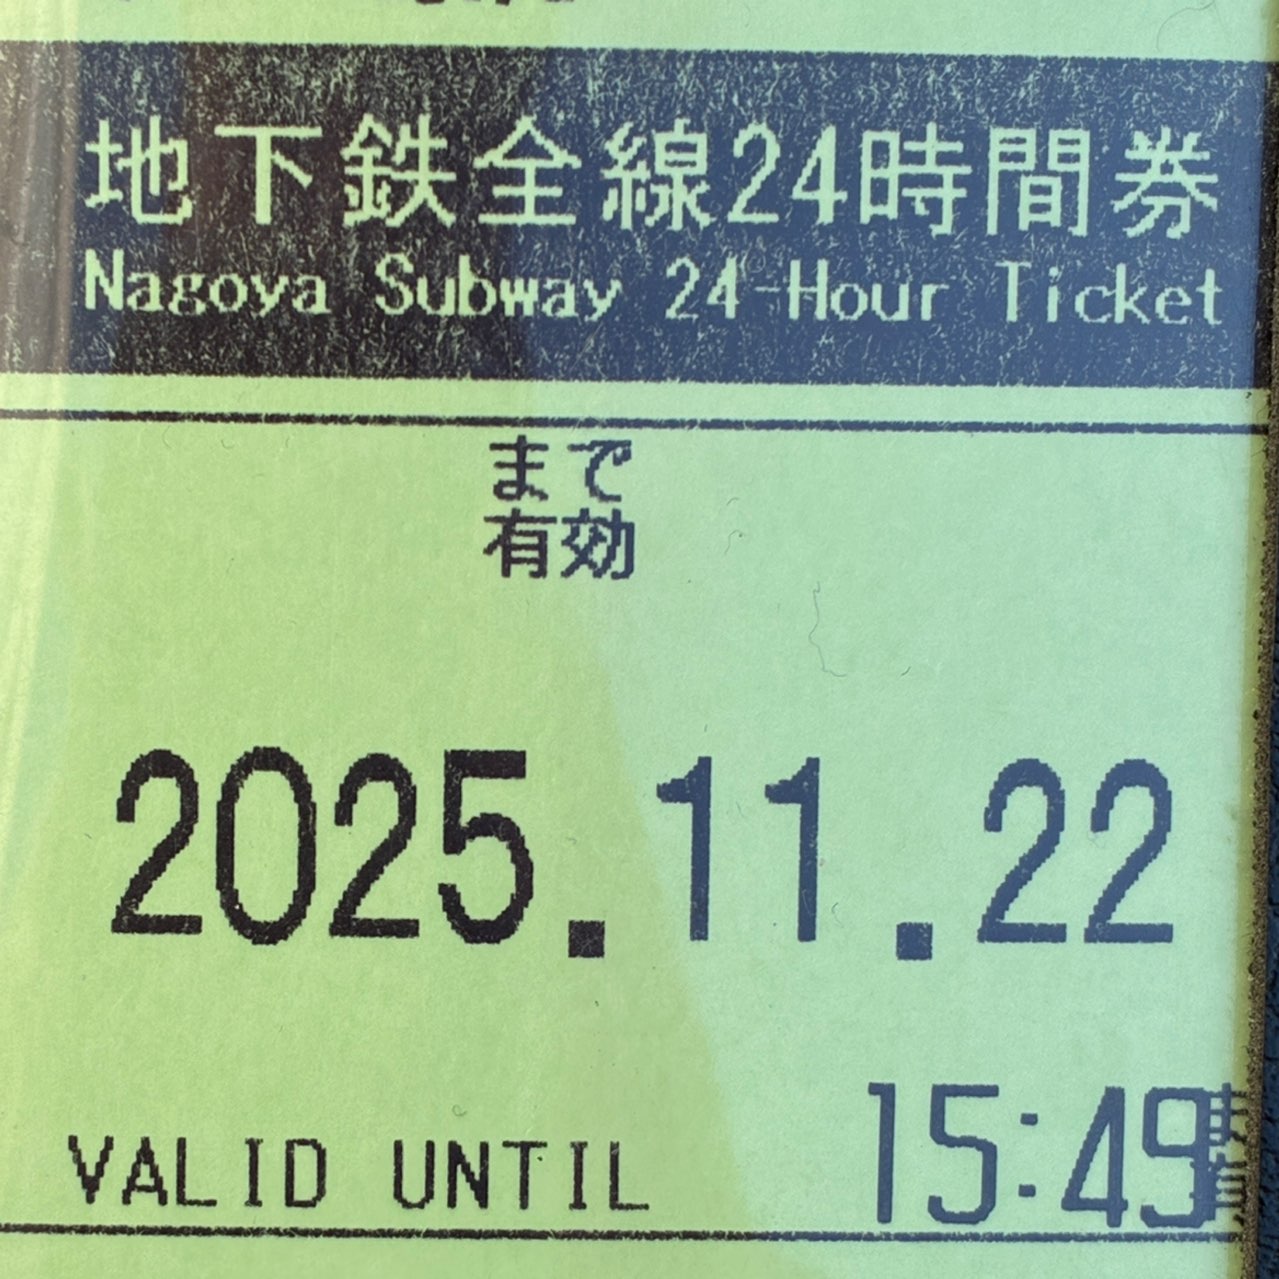 地下鉄全線24時間券
Nagoya Subway 24-Hour Ticket
まで
有効
2025.11.22
VALID UNTIL 15:49